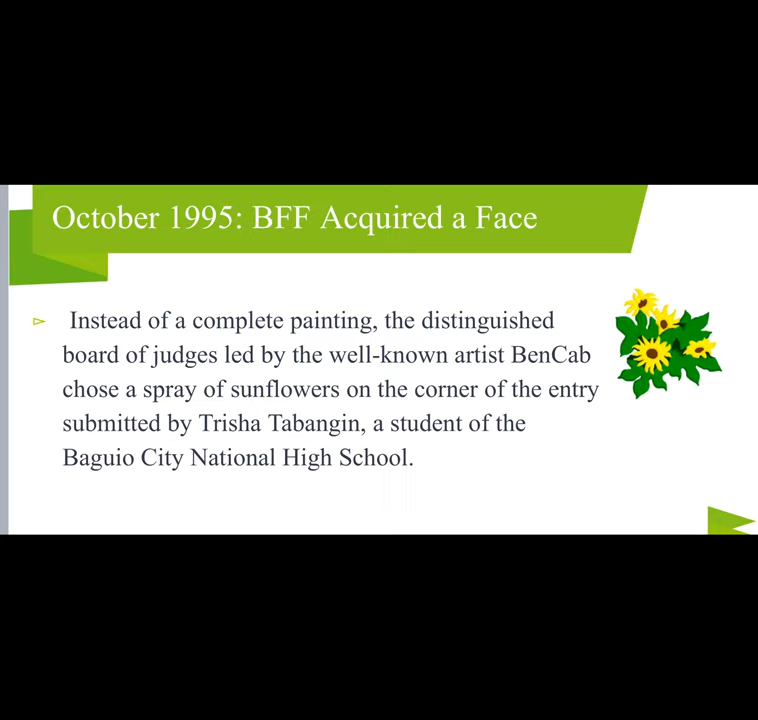 October 1995: BFF Acquired a Face
Instead of a complete painting, the distinguished
board of judges led by the well-known artist BenCab
chose a spray of sunflowers on the corner of the entry
submitted by Trisha Tabangin, a student of the
Baguio City National High School.